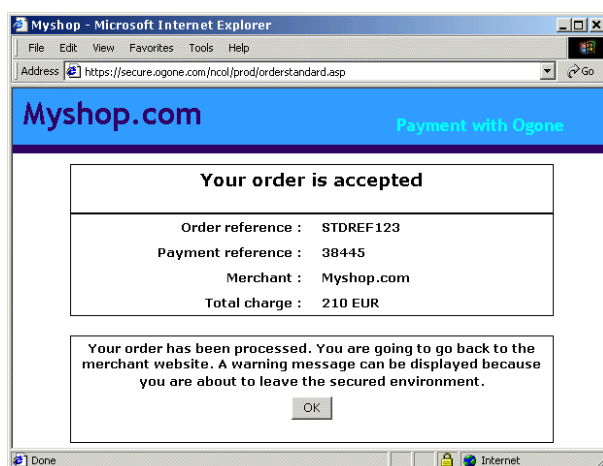 Myshop - Microsoft Internet Explorer
File Edit View Favorites Tools Help
Address https://secure.ogone.com/ncol/prod/orderstandard.asp Go
Myshop.com
Payment with Ogone
Your order is accepted
Order reference : STDREF123
Payment reference : 38445
Merchant : Myshop.com
Total charge : 210 EUR
Your order has been processed. You are going to go back to the
merchant website. A warning message can be displayed because
you are about to leave the secured environment.
OK
Done Internet